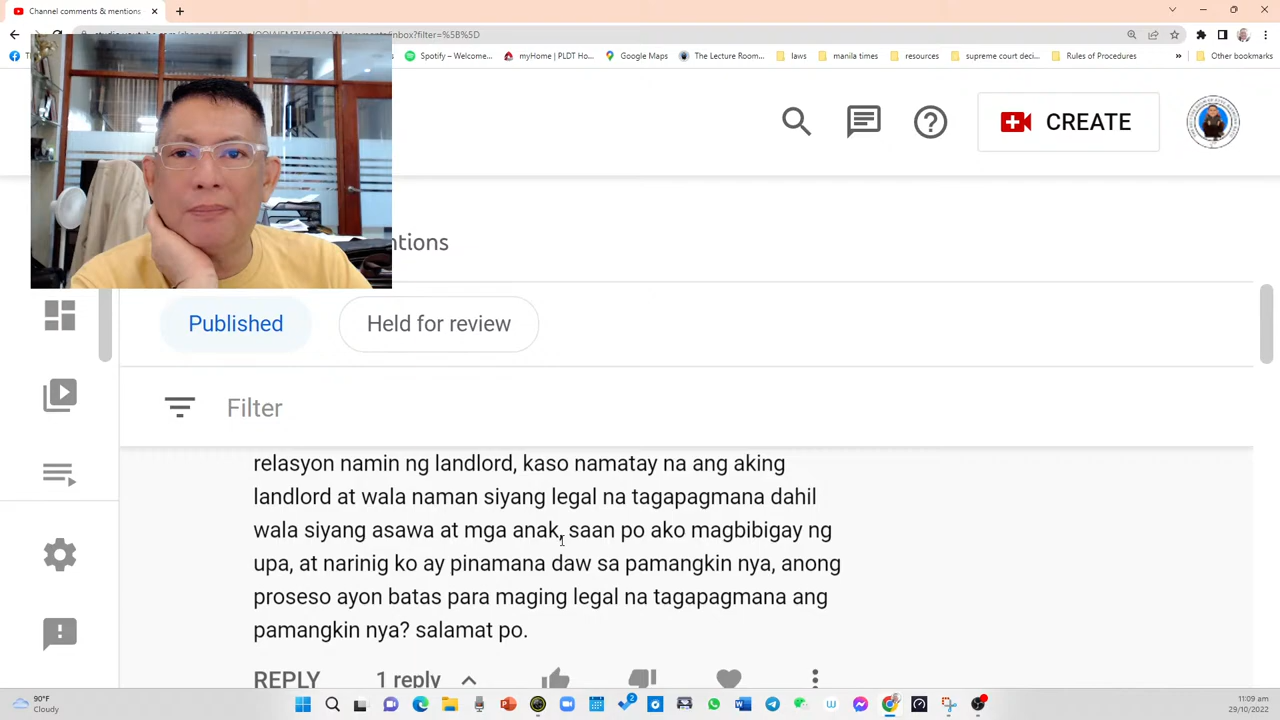 Channel comments & mentions
inbox?filter=%5B%5D
Spotify – Welcome...
myHome | PLDT Ho...
Google Maps
The Lecture Room...
laws
manila times
resources
supreme court deci...
Rules of Procedures
Other bookmarks
CREATE
ntions
Published
Held for review
Filter
relasyon namin ng landlord, kaso namatay na ang aking
landlord at wala naman siyang legal na tagapagmana dahil
wala siyang asawa at mga anak, saan po ako magbibigay ng
upa, at narinig ko ay pinamana daw sa pamangkin nya, anong
proseso ayon batas para maging legal na tagapagmana ang
pamangkin nya? salamat po.
REPLY 1 reply
90°F
Cloudy
11:09 am
29/10/2022